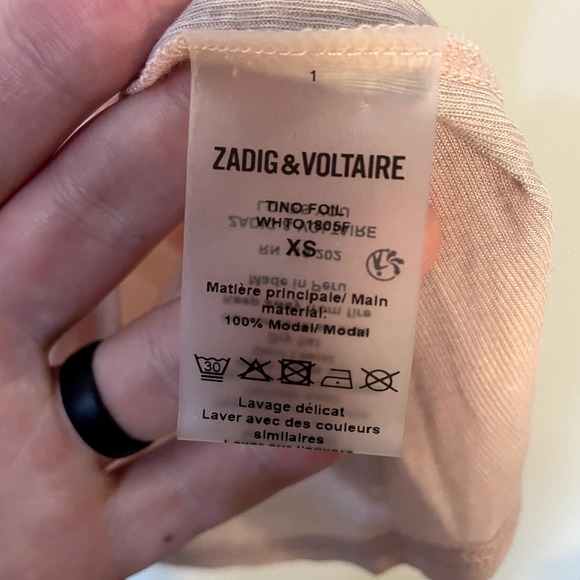 1
ZADIG&VOLTAIRE
TINO FOIL
WH1O1805F
XS
Matière principale/ Main
material:
100% Modal/ Modal
30
Lavage délicat
Laver avec des couleurs
similaires